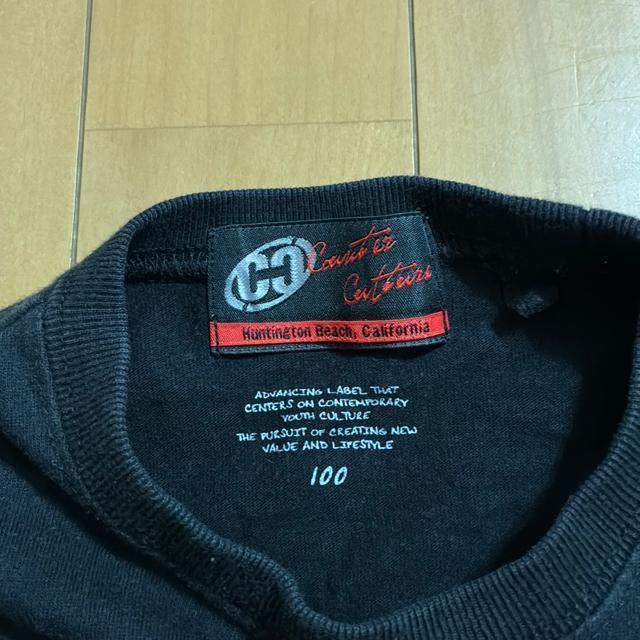 CC Counter
Huntington Beach, California
ADVANCING LABEL THAT
CENTERS ON CONTEMPORARY
YOUTH CULTURE
THE PURSUIT OF CREATING NEW
VALUE AND LIFESTYLE
100